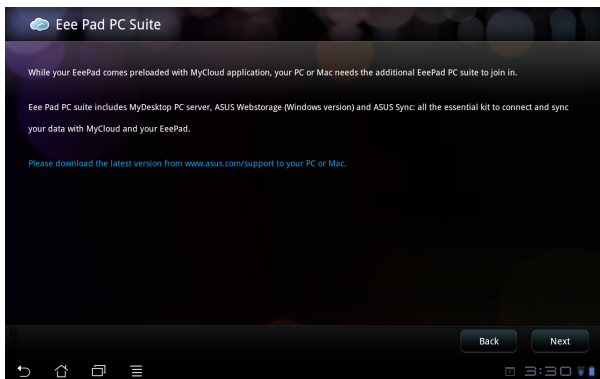 Eee Pad PC Suite
While your EeePad comes preloaded with MyCloud application, your PC or Mac needs the additional EeePad PC suite to join in.
Eee Pad PC suite includes MyDesktop PC server, ASUS Webstorage (Windows version) and ASUS Sync: all the essential kit to connect and sync
your data with MyCloud and your EeePad.
Please download the latest version from www.asus.com/support to your PC or Mac.
Back Next
3:30